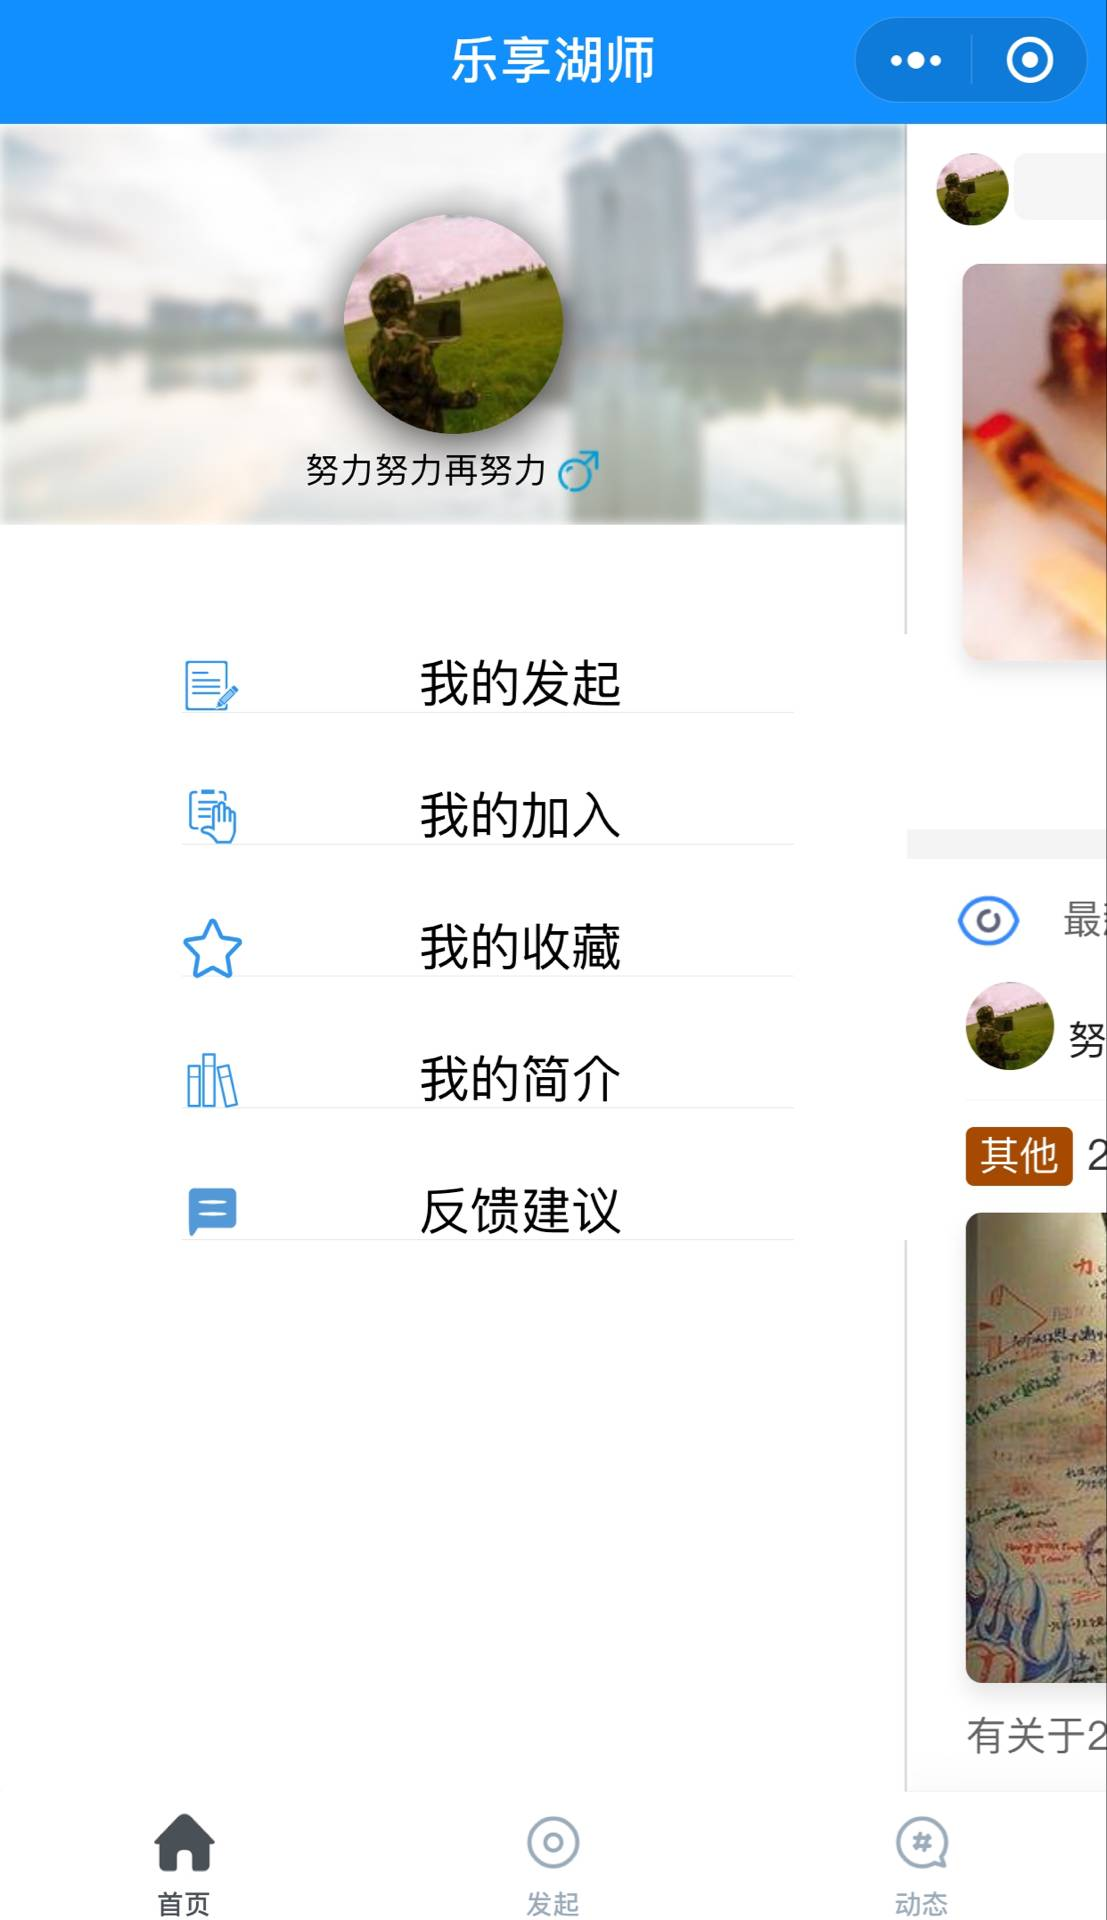 乐享湖师
努力努力再努力
我的发起
我的加入
我的收藏
我的简介
反馈建议
最
努
其他 2
有关于2
首页
发起
动态